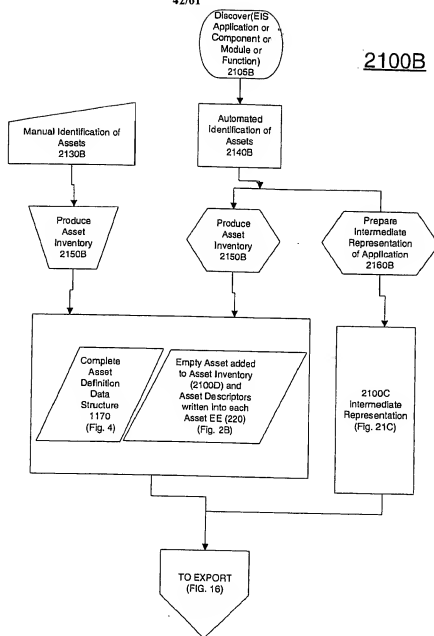 42/61
Discover(EIS
Application or
Component or
Module or
Function)
2105B
2100B
Manual Identification of
Assets
2130B
Automated
Identification of
Assets
2140B
Produce
Asset
Inventory
2150B
Produce
Asset
Inventory
2150B
Prepare
Intermediate
Representation
of Application
2160B
Complete
Asset
Definition
Data
Structure
1170
(Fig. 4)
Empty Asset added
to Asset Inventory
(2100D) and
Asset Descriptors
written into each
Asset EE (220)
(Fig. 2B)
2100C
Intermediate
Representation
(Fig. 21C)
TO EXPORT
(FIG. 16)